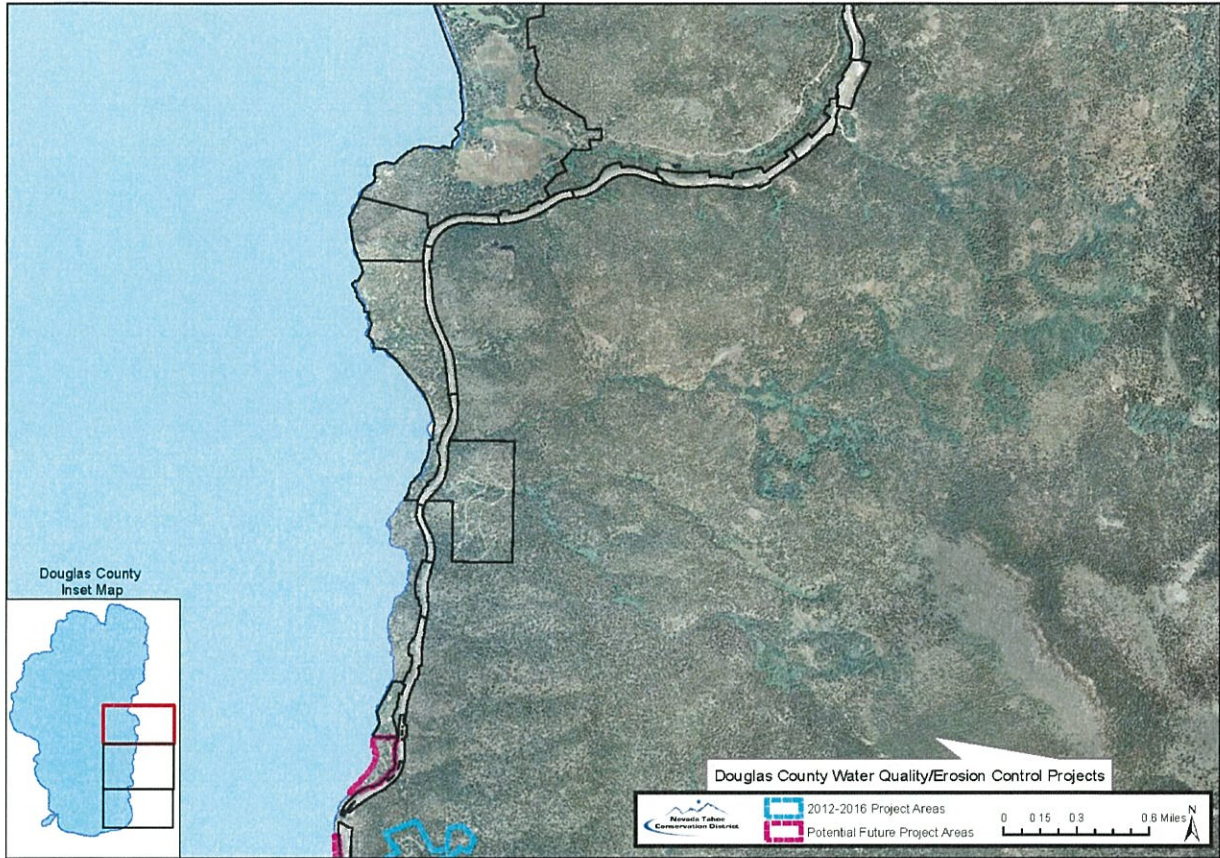 Douglas County
Inset Map
Douglas County Water Quality/Erosion Control Projects
Nevada Tahoe
Conservation District
2012-2016 Project Areas
Potential Future Project Areas
0 0.15 0.3 0.6 Miles
N